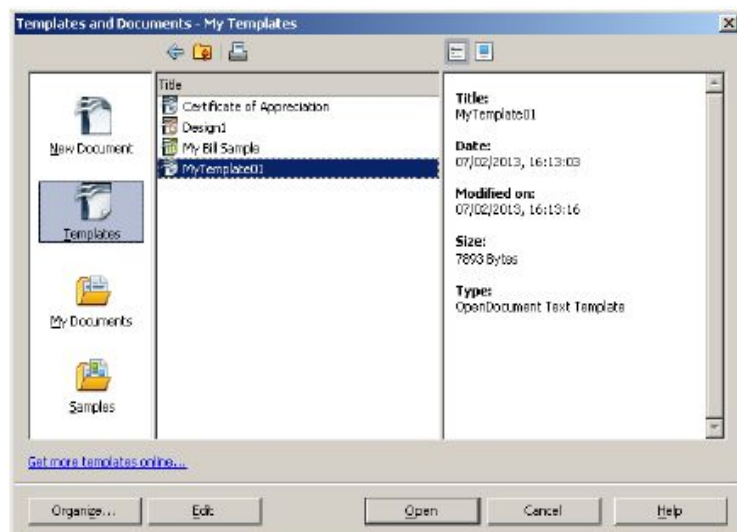 Templates and Documents - My Templates
New Document
Templates
My Documents
Samples
Title
Certificate of Appreciation
Design1
My Bill Sample
MyTemplate01
Title:
MyTemplate01
Date:
07/02/2013, 16:13:03
Modified on:
07/02/2013, 16:13:16
Size:
7893 Bytes
Type:
OpenDocument Text Template
Get more templates online...
Organize...
Edit
Open
Cancel
Help